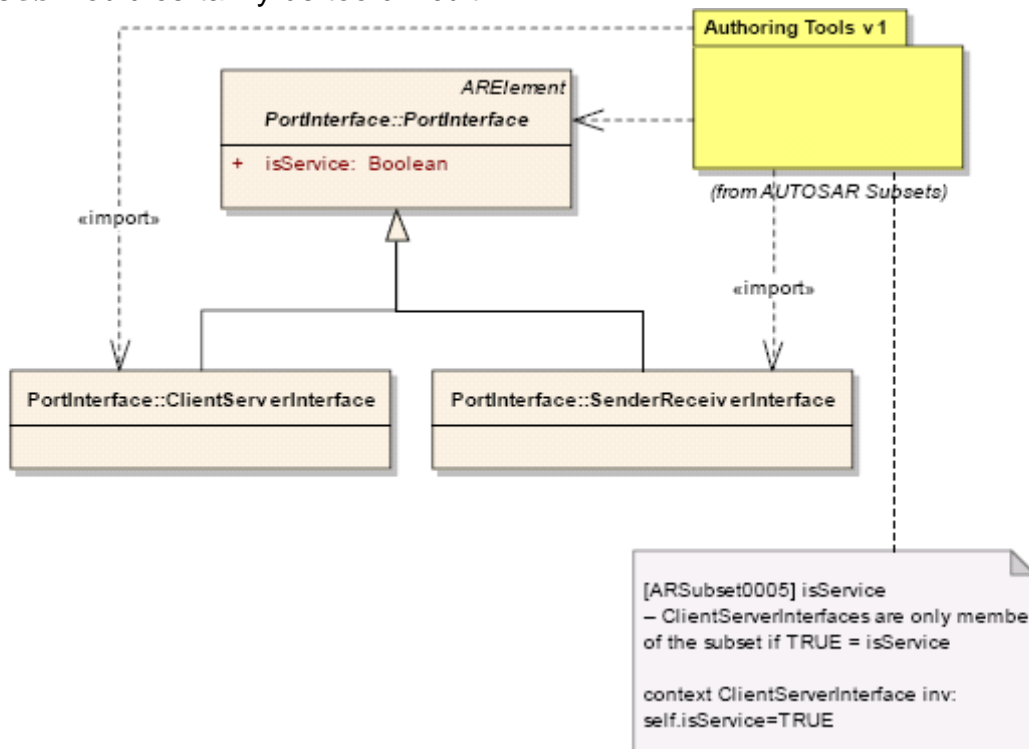 Authoring Tools v1
ARElement
PortInterface::PortInterface
+ isService: Boolean
(from AUTOSAR Subsets)
«import»
«import»
PortInterface::ClientServerInterface
PortInterface::SenderReceiverInterface
[ARSubset0005] isService
– ClientServerInterfaces are only membe
of the subset if TRUE = isService
context ClientServerInterface inv:
self.isService=TRUE